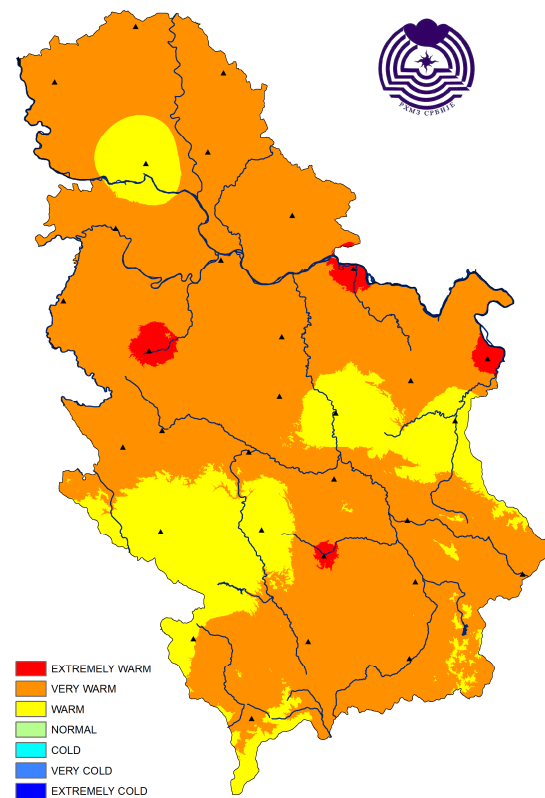 РХМЗ СРБИЈЕ
EXTREMELY WARM
VERY WARM
WARM
NORMAL
COLD
VERY COLD
EXTREMELY COLD